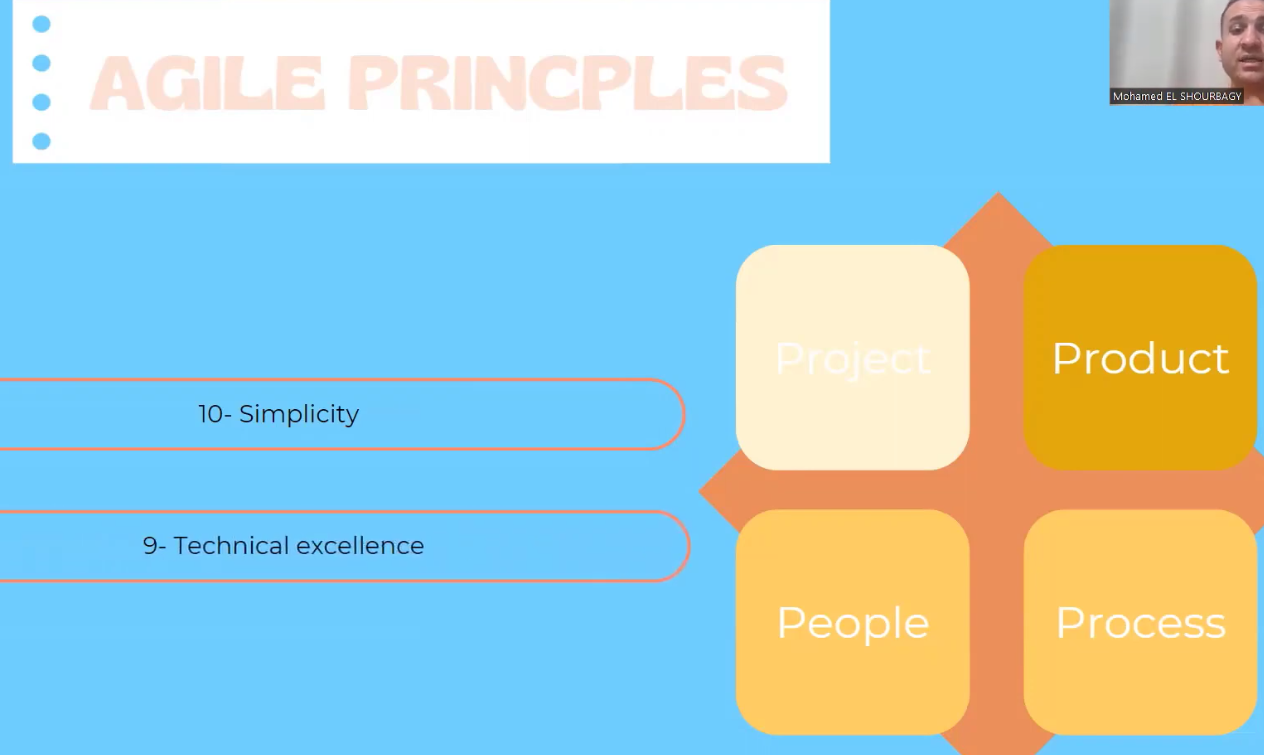 AGILE PRINCPLES
Mohamed EL SHOURBAGY
Project
Product
10- Simplicity
9- Technical excellence
People
Process